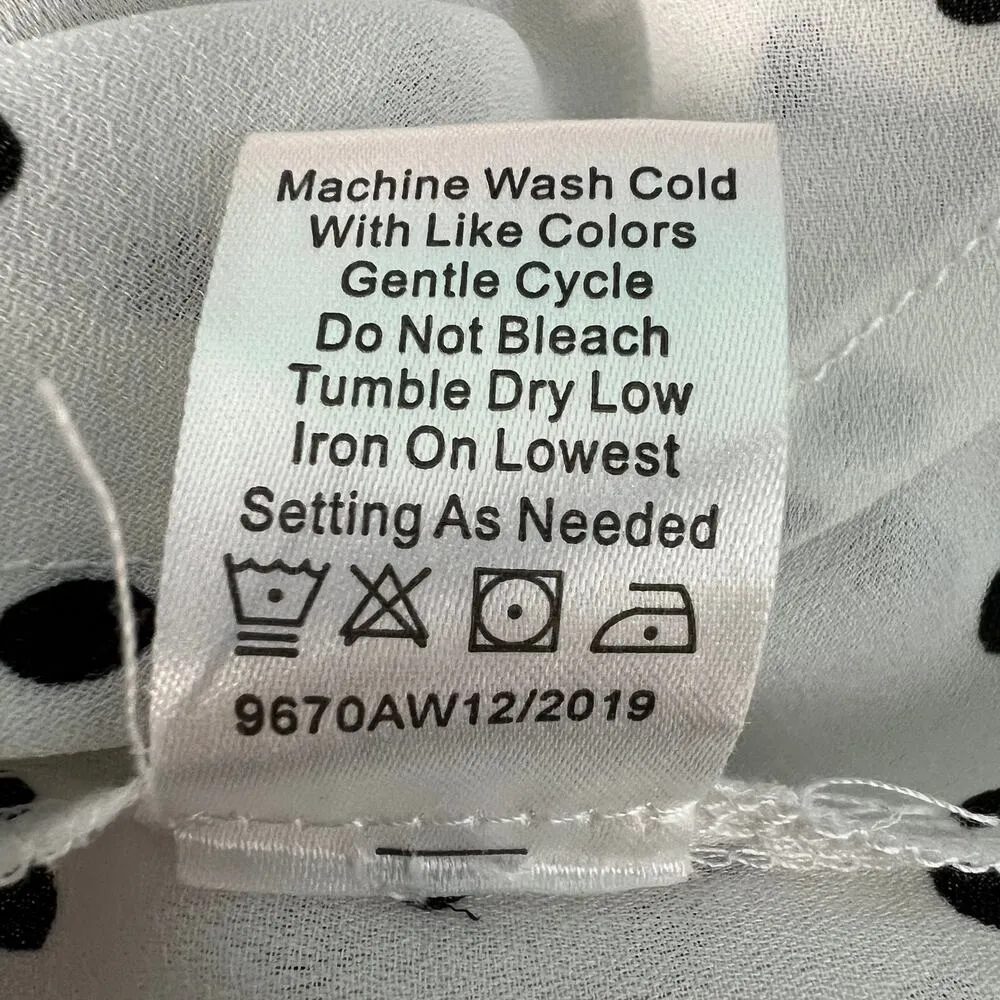 Machine Wash Cold
With Like Colors
Gentle Cycle
Do Not Bleach
Tumble Dry Low
Iron On Lowest
Setting As Needed
9670AW12/2019